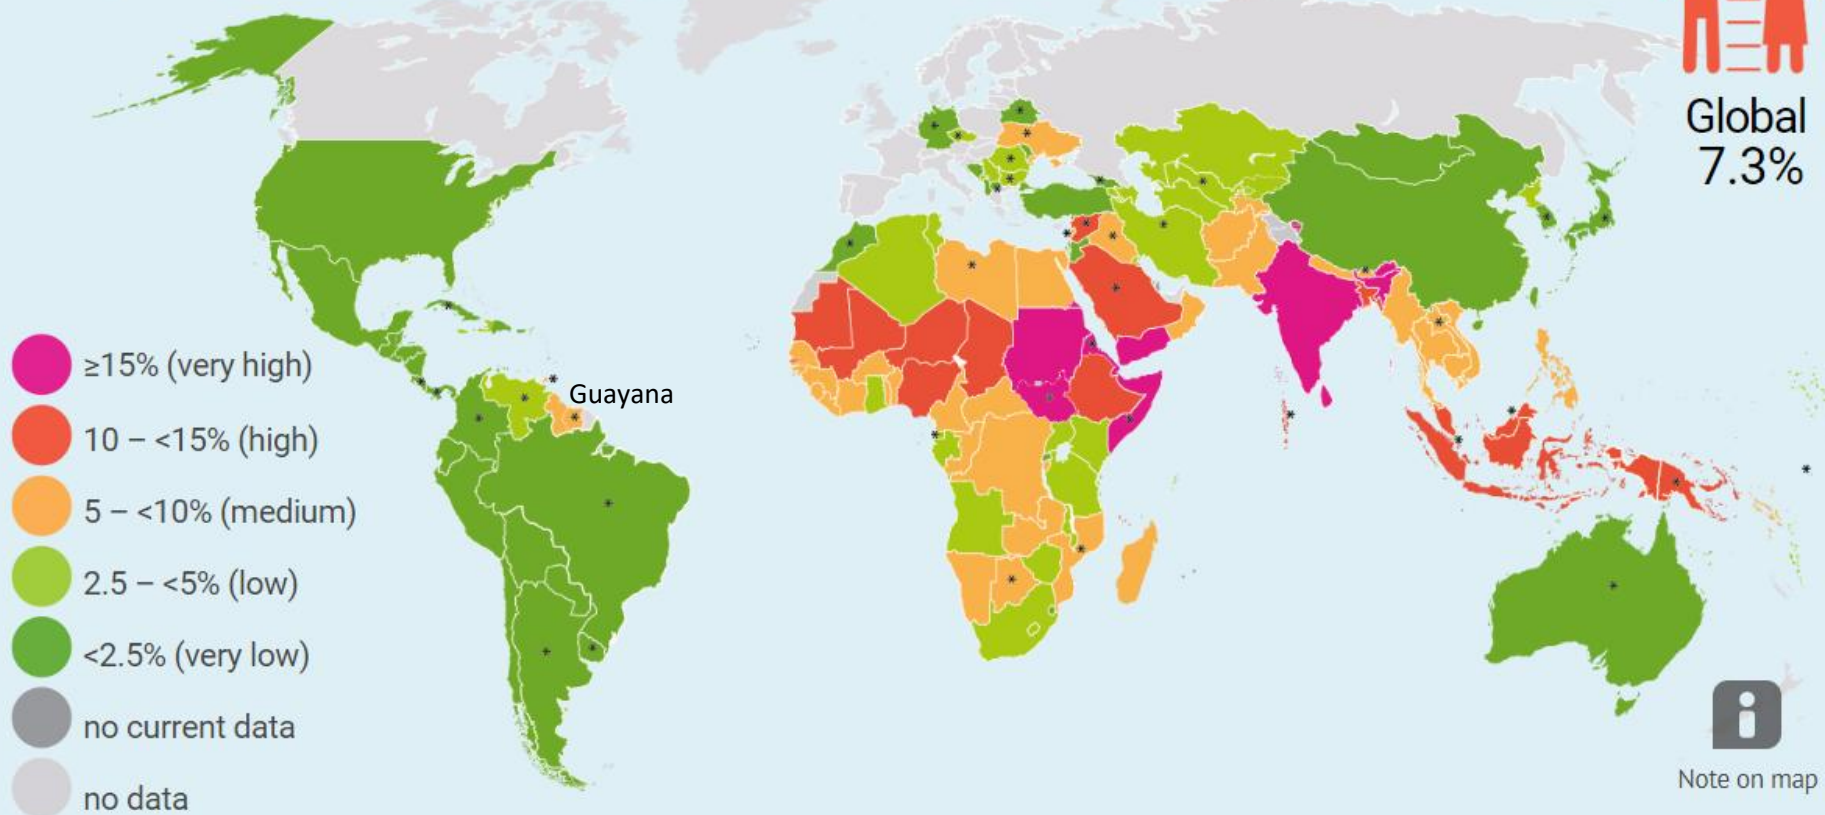 Global
7.3%
Guayana
≥15% (very high)
10 – <15% (high)
5 – <10% (medium)
2.5 – <5% (low)
<2.5% (very low)
no current data
no data
Note on map